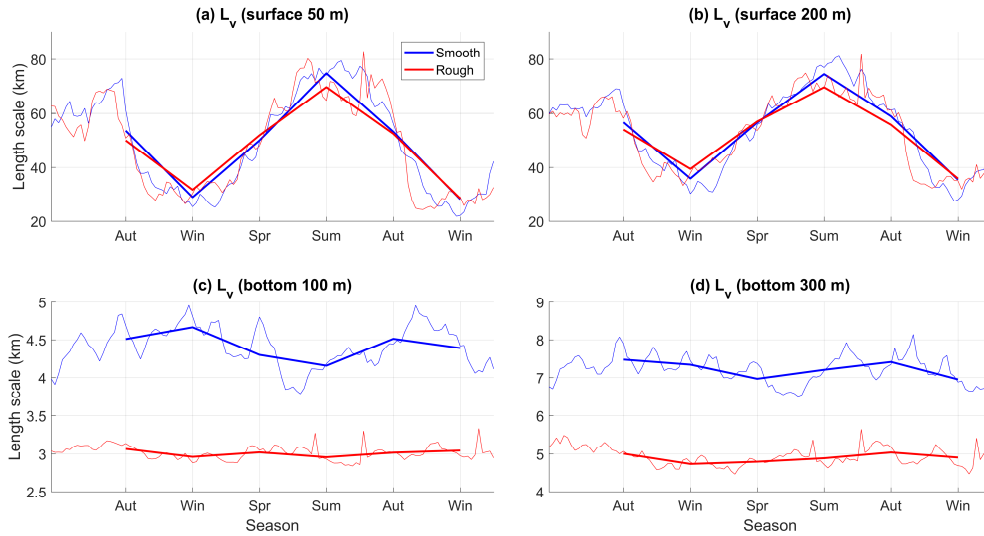 (a) Lv (surface 50 m)
Length scale (km)
80
60
40
20
Smooth
Rough
Aut Win Spr Sum Aut Win
(b) Lv (surface 200 m)
80
60
40
20
Aut Win Spr Sum Aut Win
(c) Lv (bottom 100 m)
Length scale (km)
5
4.5
4
3.5
3
2.5
Aut Win Spr Sum Aut Win
Season
(d) Lv (bottom 300 m)
9
8
7
6
5
4
Aut Win Spr Sum Aut Win
Season